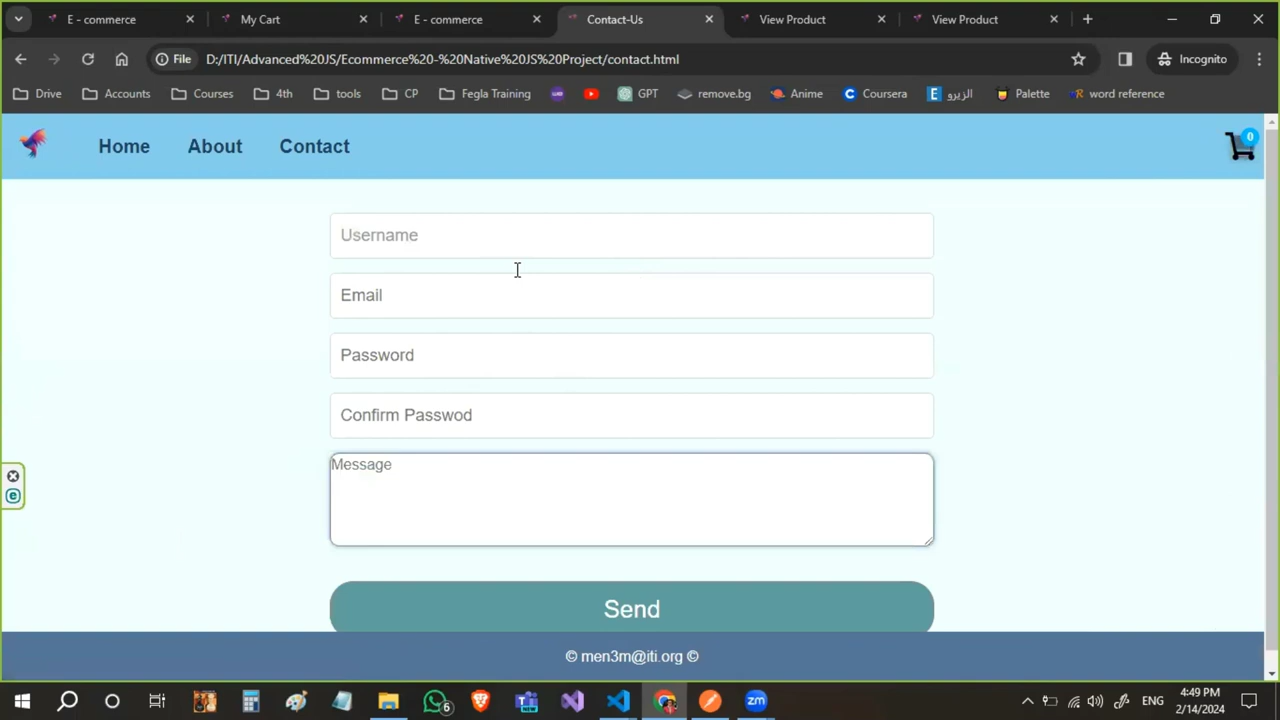 E - commerce
My Cart
E - commerce
Contact-Us
View Product
View Product
File
D:/ITI/Advanced%20JS/Ecommerce%20-%20Native%20JS%20Project/contact.html
Incognito
Drive
Accounts
Courses
4th
tools
CP
Fegla Training
GPT
remove.bg
Anime
Coursera
الزيرو
Palette
word reference
Home
About
Contact
0
Username
Email
Password
Confirm Passwod
Message
Send
© men3m@iti.org ©
6
zm
ENG
4:49 PM
2/14/2024